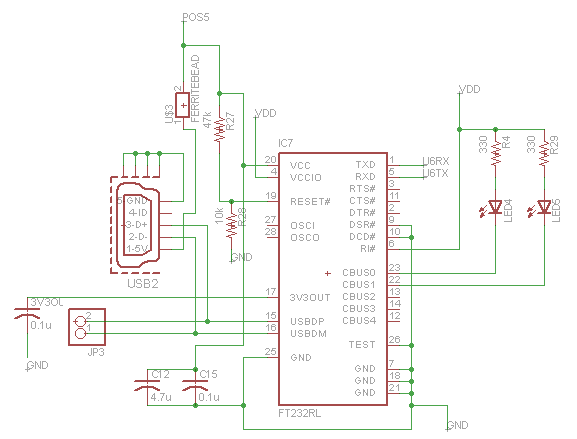 POS5
2
U$3
FERRITEBEAD
1
47k
R27
VDD
IC7
VDD
330
R4
330
R29
20 VCC TXD 1 U6RX
4 VCCIO RXD 5 U6TX
RTS# 3
19 RESET# CTS# 11
DTR# 2
27 OSCI DSR# 9
28 OSCO DCD# 10
RI# 6
10k
R28
GND
5-GND
4-ID
3-D+
2-D-
1-5V
USB2
LED4
LED5
CBUS0 23
CBUS1 22
17 3V3OUT CBUS2 13
CBUS3 14
15 USBDP CBUS4 12
16 USBDM
TEST 26
25 GND
GND 7
GND 18
GND 21
FT232RL
3V3OU
0.1u
GND
2
1
JP3
C12
4.7u
C15
0.1u
GND